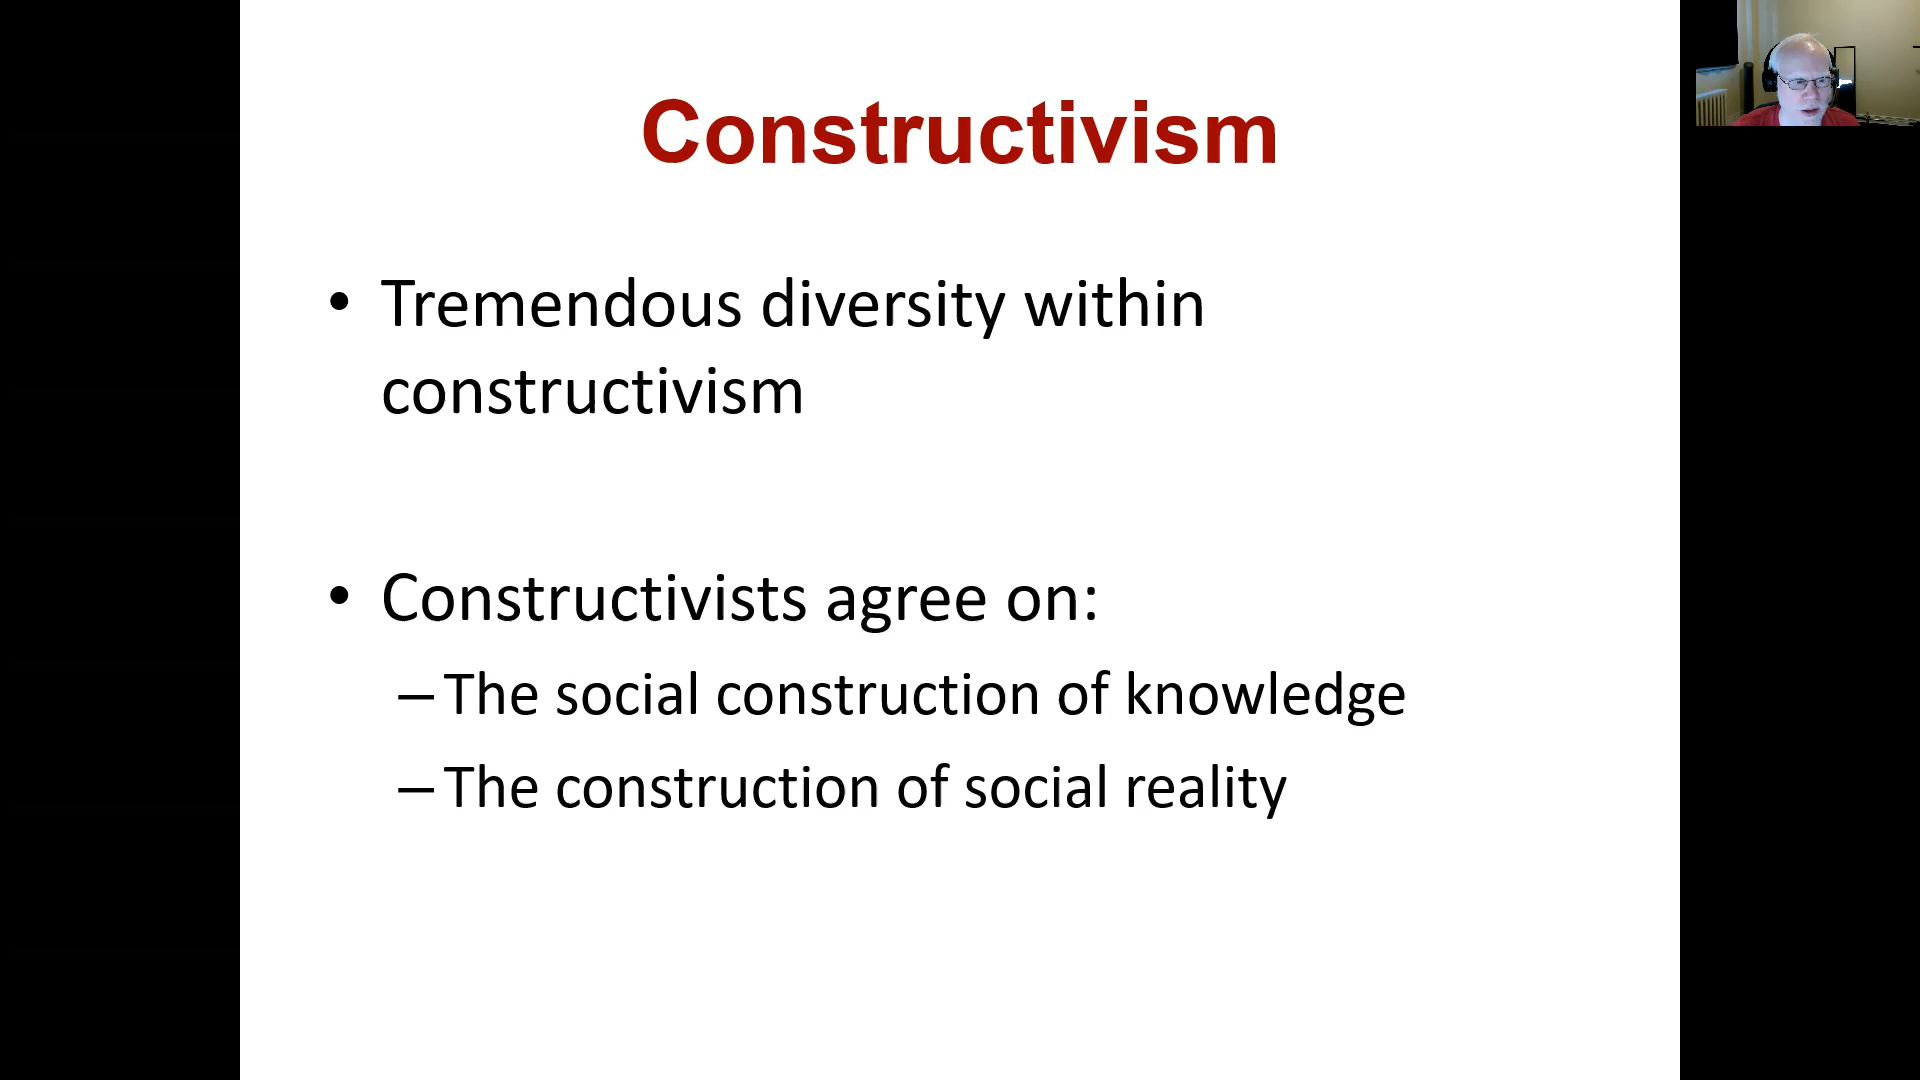 Constructivism
• Tremendous diversity within
constructivism
• Constructivists agree on:
– The social construction of knowledge
– The construction of social reality